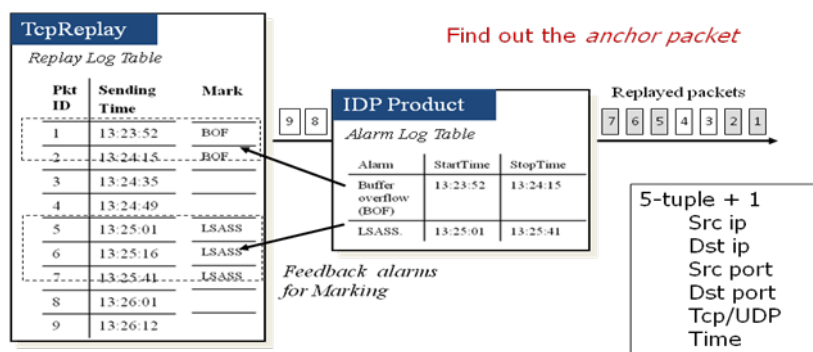 TcpReplay
Replay Log Table
Pkt ID Sending Time Mark
1 13:23:52 BOF
2 13:24:15 BOF
3 13:24:35
4 13:24:49
5 13:25:01 LSASS
6 13:25:16 LSASS
7 13:25:41 LSASS
8 13:26:01
9 13:26:12
Find out the anchor packet
9 8
IDP Product
Alarm Log Table
Alarm StartTime StopTime
Buffer overflow (BOF) 13:23:52 13:24:15
LSASS. 13:25:01 13:25:41
Feedback alarms
for Marking
Replayed packets
7 6 5 4 3 2 1
5-tuple + 1
Src ip
Dst ip
Src port
Dst port
Tcp/UDP
Time